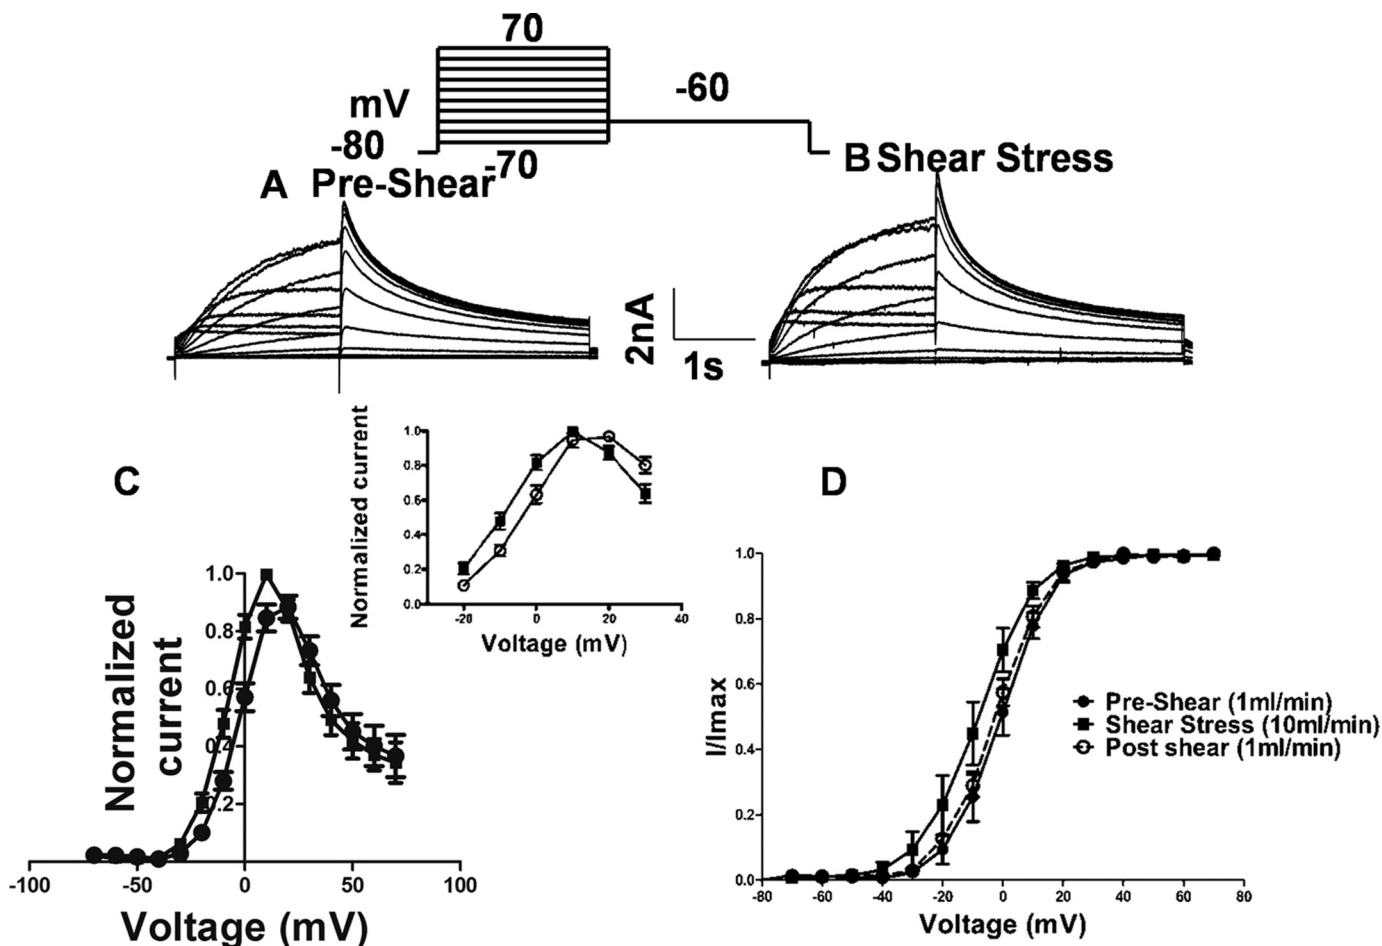 70
mV
-60
-80
-70
A Pre-Shear
B Shear Stress
2nA
1s
C
Normalized current
1.0
0.8
0.6
0.4
0.2
0.0
-20
0
20
40
Voltage (mV)
Normalized
current
1.0
0.8
0.6
0.4
0.2
-100
-50
0
50
100
Voltage (mV)
D
I/Imax
1.0
0.8
0.6
0.4
0.2
0.0
-80
-60
-40
-20
0
20
40
60
80
Voltage (mV)
Pre-Shear (1ml/min)
Shear Stress (10ml/min)
Post shear (1ml/min)